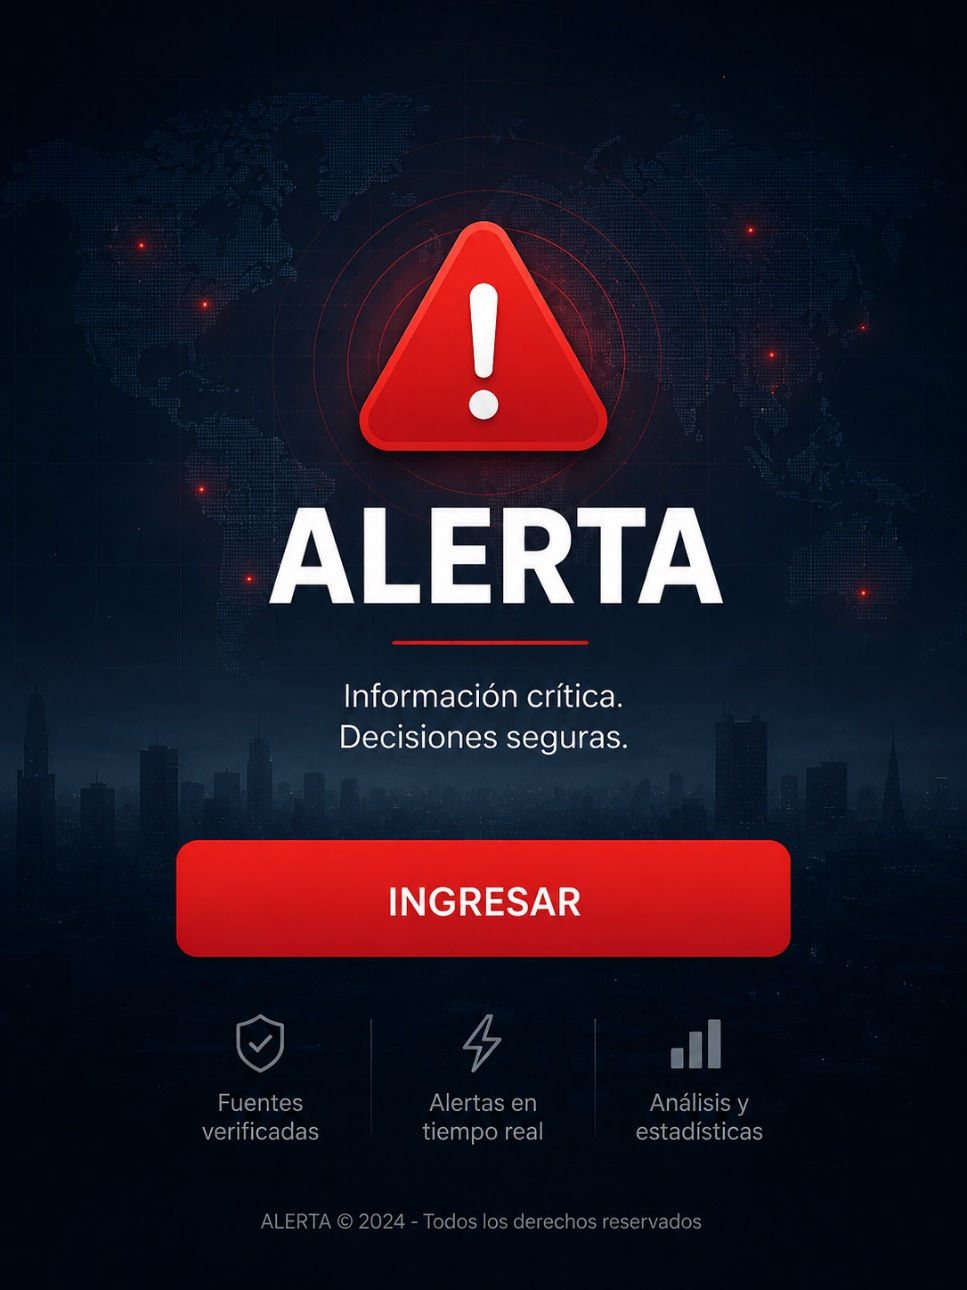 ALERTA
Información crítica.
Decisiones seguras.
INGRESAR
Fuentes
verificadas
Alertas en
tiempo real
Análisis y
estadísticas
ALERTA © 2024 - Todos los derechos reservados